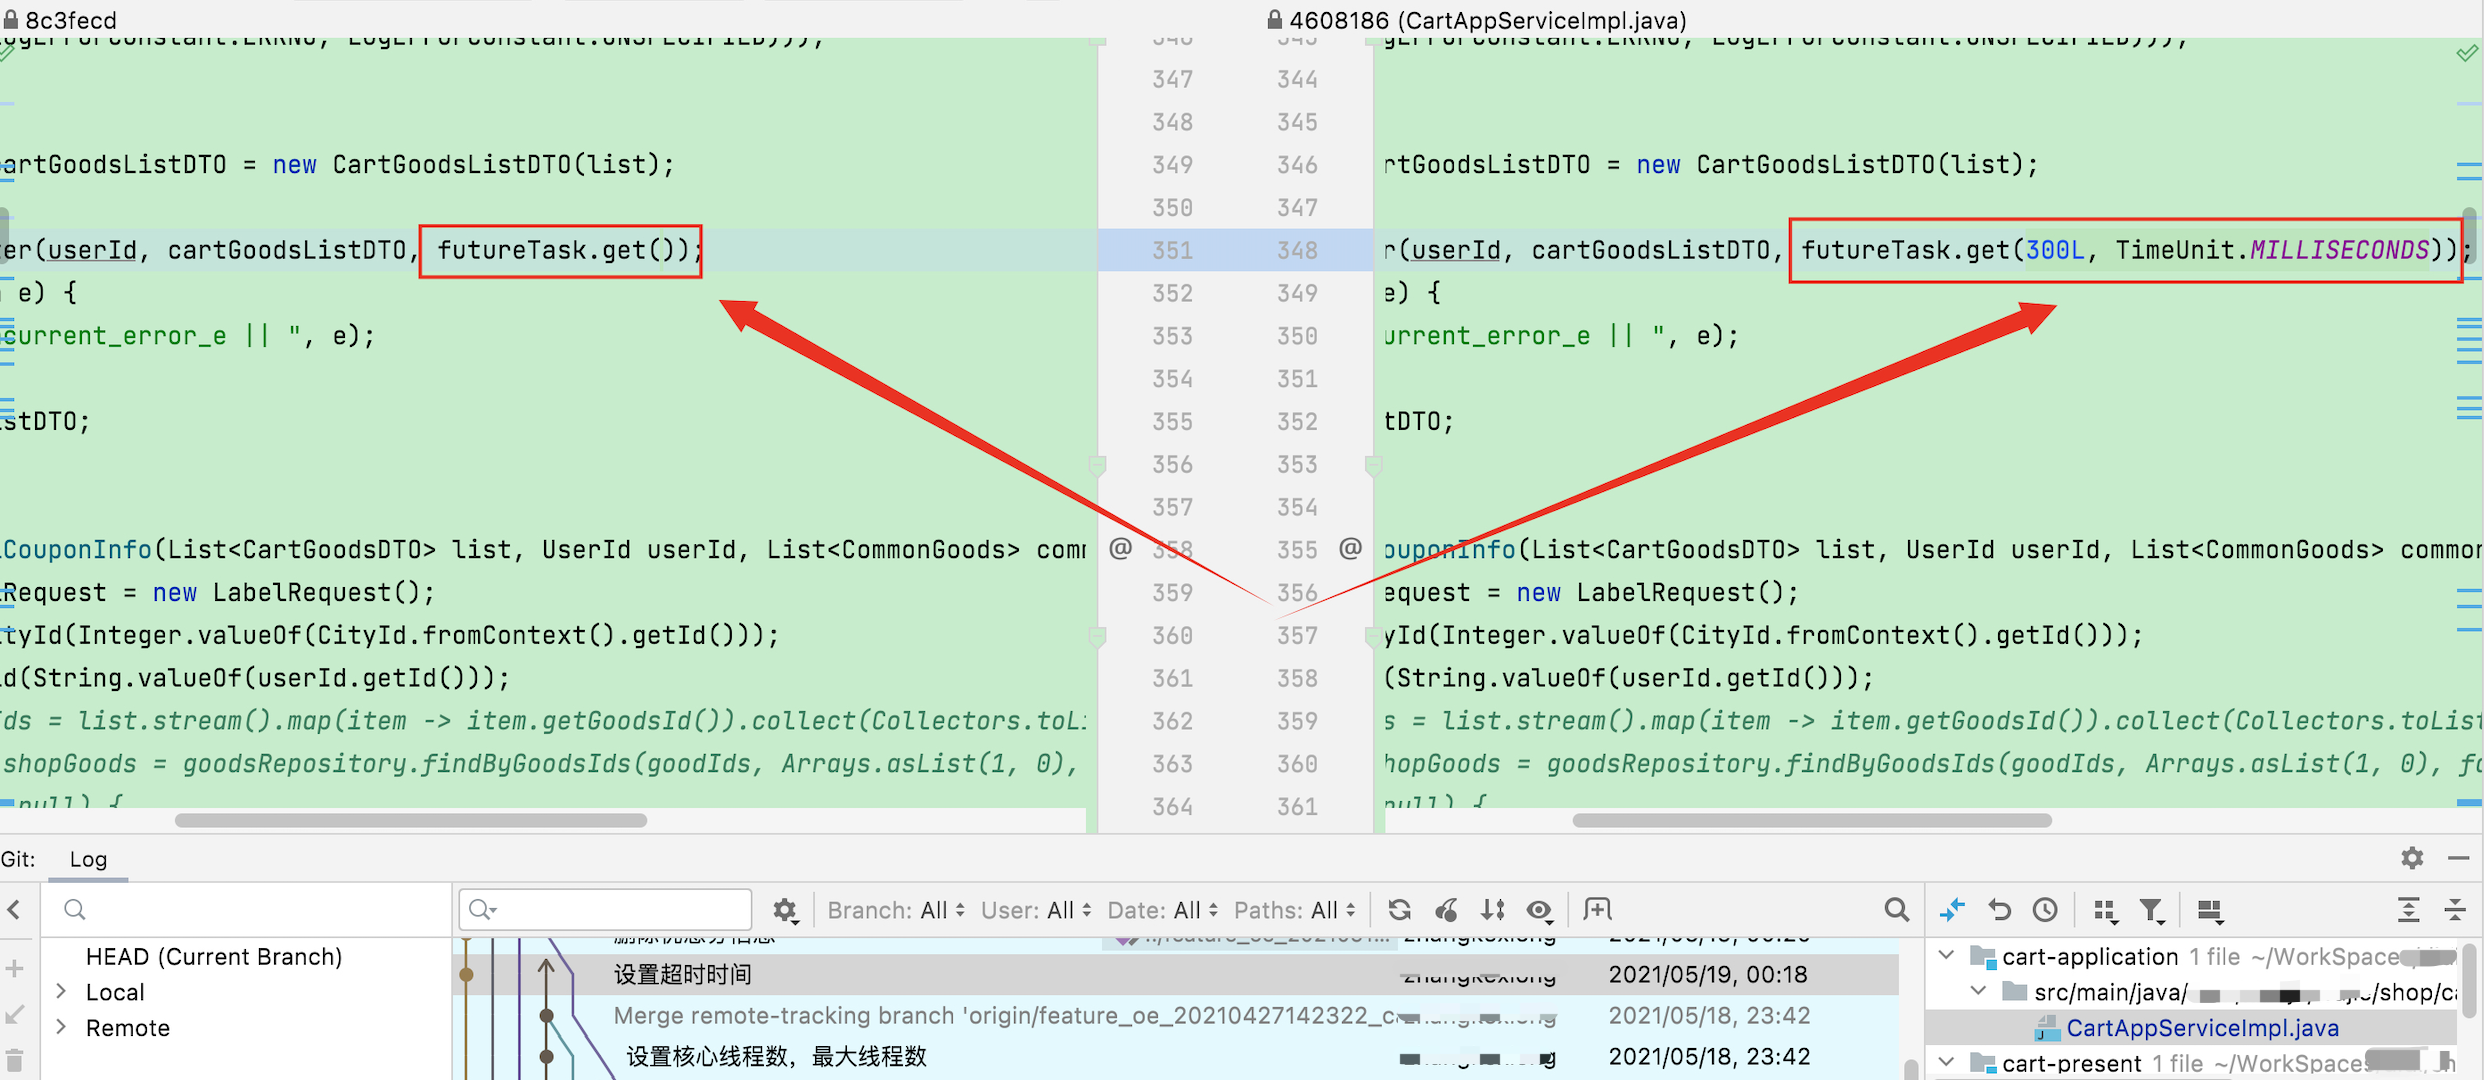 8c3fecd
4608186 (CartAppServiceImpl.java)
347 344
348 345
artGoodsListDTO = new CartGoodsListDTO(list); 349 346 rtGoodsListDTO = new CartGoodsListDTO(list);
350 347
er(userId, cartGoodsListDTO, futureTask.get()); 351 348 r(userId, cartGoodsListDTO, futureTask.get(300L, TimeUnit.MILLISECONDS));
e) { 352 349 e) {
current_error_e || ", e); 353 350 urrent_error_e || ", e);
354 351
stDTO; 355 352 tDTO;
356 353
357 354
CouponInfo(List<CartGoodsDTO> list, UserId userId, List<CommonGoods> comm @ 358 355 @ ouponInfo(List<CartGoodsDTO> list, UserId userId, List<CommonGoods> common
Request = new LabelRequest(); 359 356 equest = new LabelRequest();
tyId(Integer.valueOf(CityId.fromContext().getId())); 360 357 yId(Integer.valueOf(CityId.fromContext().getId()));
d(String.valueOf(userId.getId())); 361 358 (String.valueOf(userId.getId()));
ds = list.stream().map(item -> item.getGoodsId()).collect(Collectors.toLi 362 359 s = list.stream().map(item -> item.getGoodsId()).collect(Collectors.toList
shopGoods = goodsRepository.findByGoodsIds(goodIds, Arrays.asList(1, 0), 363 360 hopGoods = goodsRepository.findByGoodsIds(goodIds, Arrays.asList(1, 0), fa
null) { 364 361 null) {
Git: Log
Branch: All User: All Date: All Paths: All
HEAD (Current Branch)
Local
Remote
设置超时时间 2021/05/19, 00:18
Merge remote-tracking branch 'origin/feature_oe_20210427142322_c 2021/05/18, 23:42
设置核心线程数，最大线程数 2021/05/18, 23:42
cart-application 1 file ~/WorkSpace
src/main/java/ /shop/ca
CartAppServiceImpl.java
cart-present 1 file ~/WorkSpace